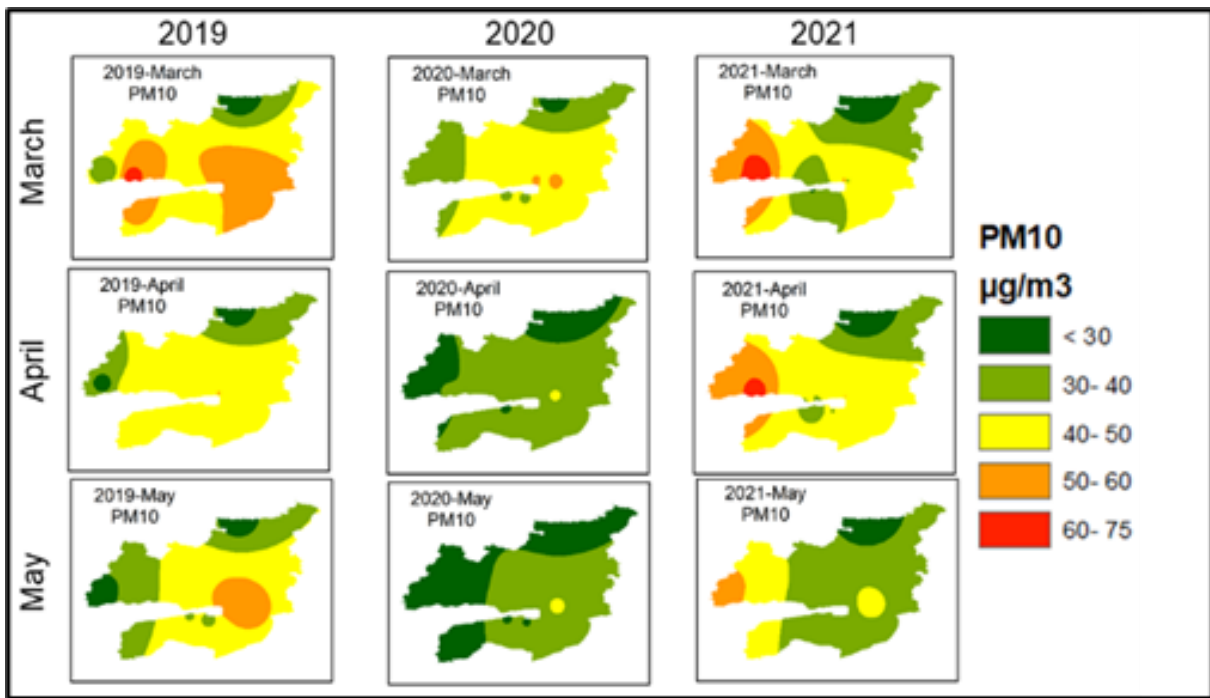 2019
2020
2021
March
2019-March
PM10
2020-March
PM10
2021-March
PM10
April
2019-April
PM10
2020-April
PM10
2021-April
PM10
May
2019-May
PM10
2020-May
PM10
2021-May
PM10
PM10
µg/m3
< 30
30- 40
40- 50
50- 60
60- 75